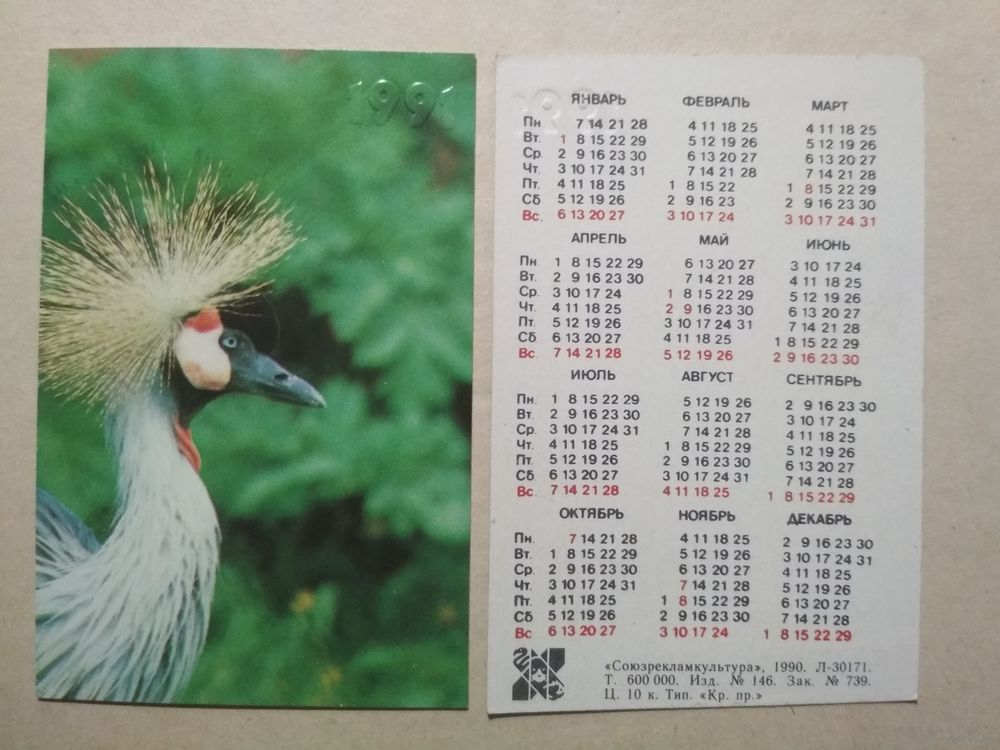 1991
ЯНВАРЬ ФЕВРАЛЬ МАРТ
Пн. 7 14 21 28 4 11 18 25 4 11 18 25
Вт. 1 8 15 22 29 5 12 19 26 5 12 19 26
Ср. 2 9 16 23 30 6 13 20 27 6 13 20 27
Чт. 3 10 17 24 31 7 14 21 28 7 14 21 28
Пт. 4 11 18 25 1 8 15 22 1 8 15 22 29
Сб 5 12 19 26 2 9 16 23 2 9 16 23 30
Вс. 6 13 20 27 3 10 17 24 3 10 17 24 31
АПРЕЛЬ МАЙ ИЮНЬ
Пн. 1 8 15 22 29 6 13 20 27 3 10 17 24
Вт. 2 9 16 23 30 7 14 21 28 4 11 18 25
Ср. 3 10 17 24 1 8 15 22 29 5 12 19 26
Чт. 4 11 18 25 2 9 16 23 30 6 13 20 27
Пт. 5 12 19 26 3 10 17 24 31 7 14 21 28
Сб 6 13 20 27 4 11 18 25 1 8 15 22 29
Вс. 7 14 21 28 5 12 19 26 2 9 16 23 30
ИЮЛЬ АВГУСТ СЕНТЯБРЬ
Пн. 1 8 15 22 29 5 12 19 26 2 9 16 23 30
Вт. 2 9 16 23 30 6 13 20 27 3 10 17 24
Ср. 3 10 17 24 31 7 14 21 28 4 11 18 25
Чт. 4 11 18 25 1 8 15 22 29 5 12 19 26
Пт. 5 12 19 26 2 9 16 23 30 6 13 20 27
Сб 6 13 20 27 3 10 17 24 31 7 14 21 28
Вс. 7 14 21 28 4 11 18 25 1 8 15 22 29
ОКТЯБРЬ НОЯБРЬ ДЕКАБРЬ
Пн. 7 14 21 28 4 11 18 25 2 9 16 23 30
Вт. 1 8 15 22 29 5 12 19 26 3 10 17 24 31
Ср. 2 9 16 23 30 6 13 20 27 4 11 18 25
Чт. 3 10 17 24 31 7 14 21 28 5 12 19 26
Пт. 4 11 18 25 1 8 15 22 29 6 13 20 27
Сб 5 12 19 26 2 9 16 23 30 7 14 21 28
Вс 6 13 20 27 3 10 17 24 1 8 15 22 29
«Союзрекламкультура», 1990. Л-30171.
Т. 600 000. Изд. № 146. Зак. № 739.
Ц. 10 к. Тип. «Кр. пр.»